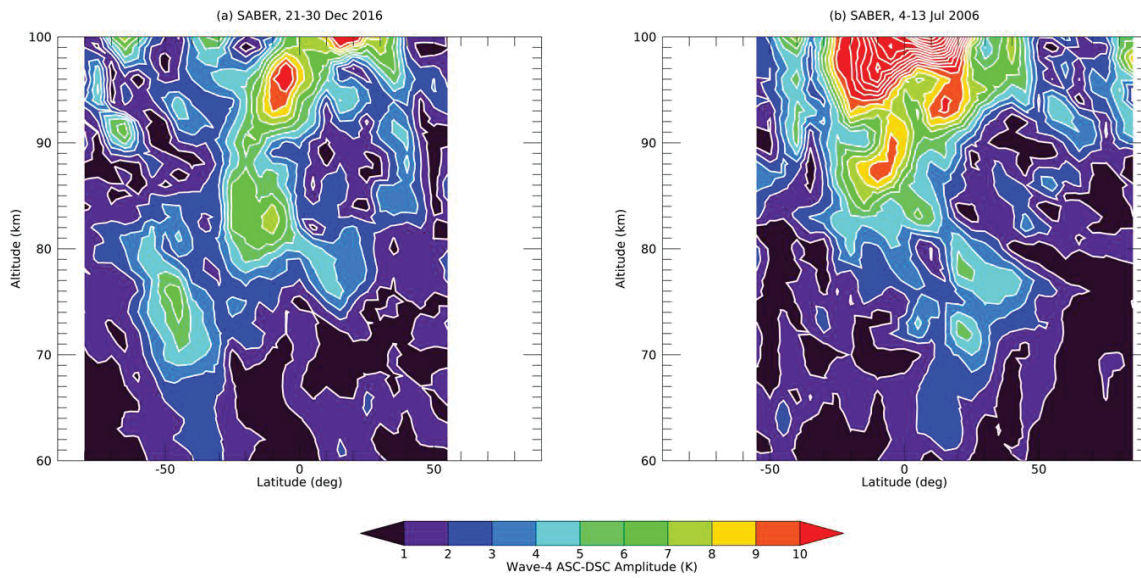 (a) SABER, 21-30 Dec 2016
(b) SABER, 4-13 Jul 2006
100
90
80
70
60
Altitude (km)
-50
0
50
Latitude (deg)
100
90
80
70
60
Altitude (km)
-50
0
50
Latitude (deg)
1 2 3 4 5 6 7 8 9 10
Wave-4 ASC-DSC Amplitude (K)